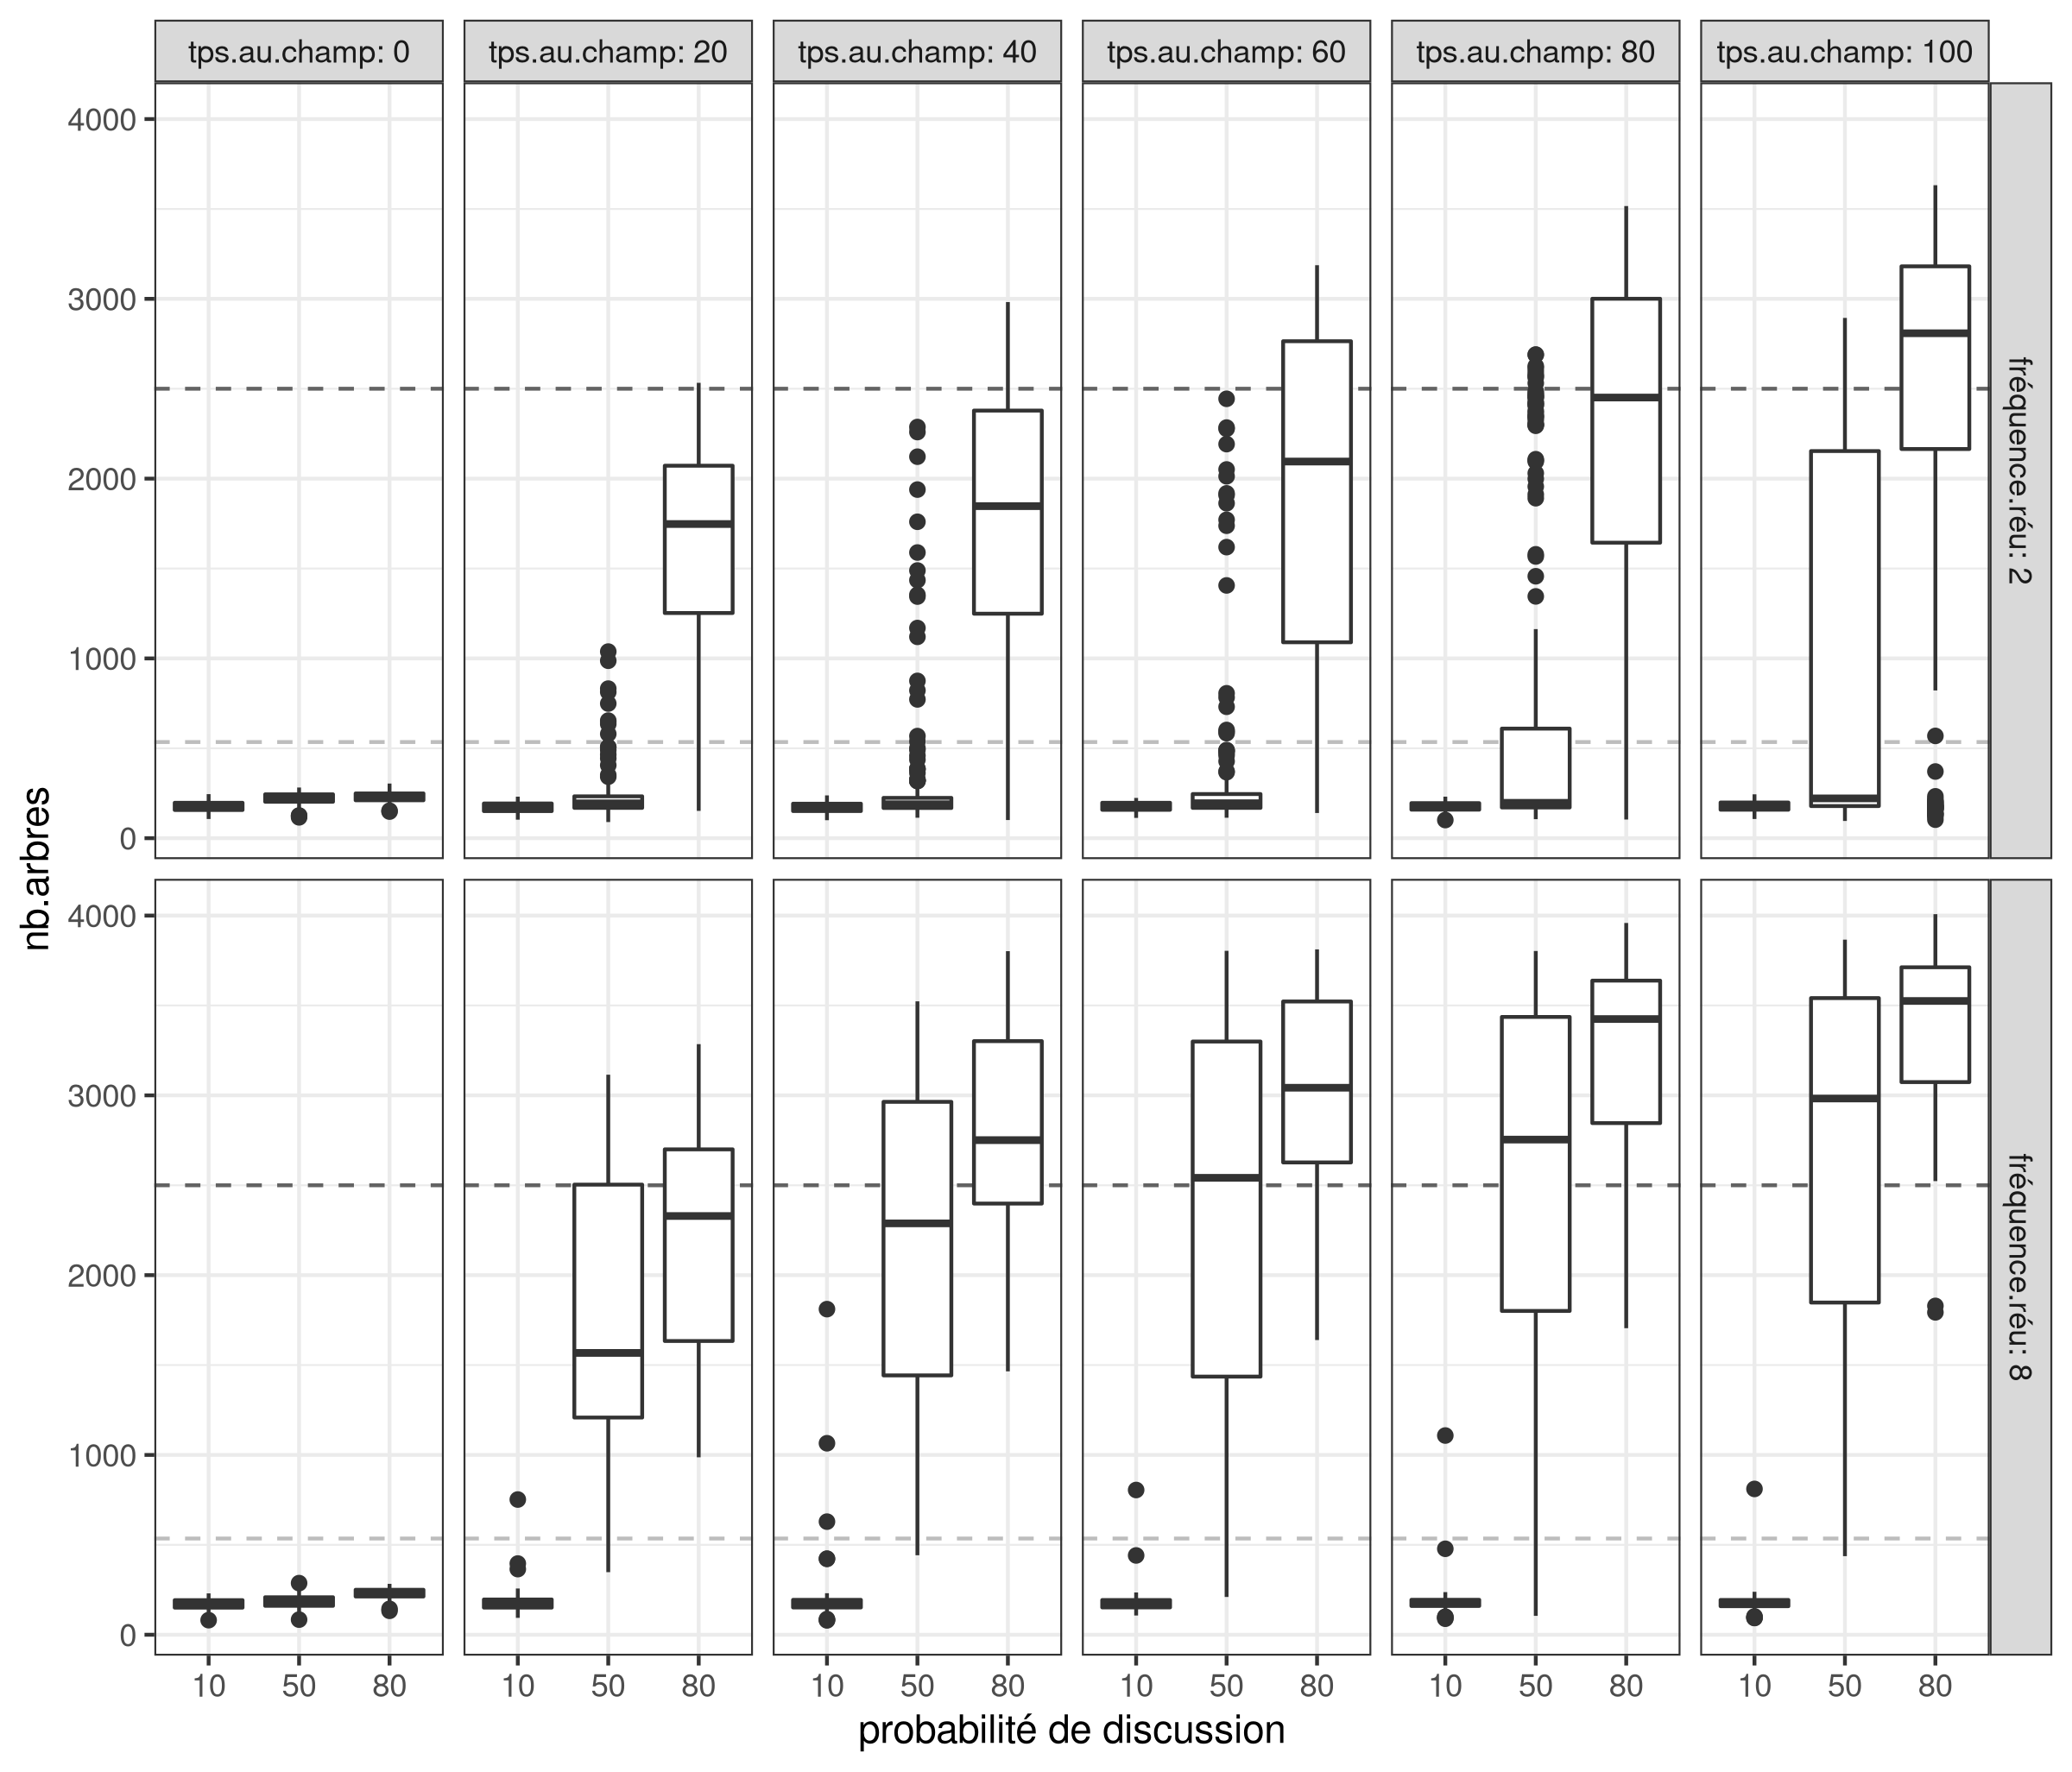 tps.au.champ: 0
tps.au.champ: 20
tps.au.champ: 40
tps.au.champ: 60
tps.au.champ: 80
tps.au.champ: 100
4000
3000
2000
1000
0
fréquence.réu: 2
nb.arbres
4000
3000
2000
1000
0
fréquence.réu: 8
10 50 80
10 50 80
10 50 80
10 50 80
10 50 80
10 50 80
probabilité de discussion